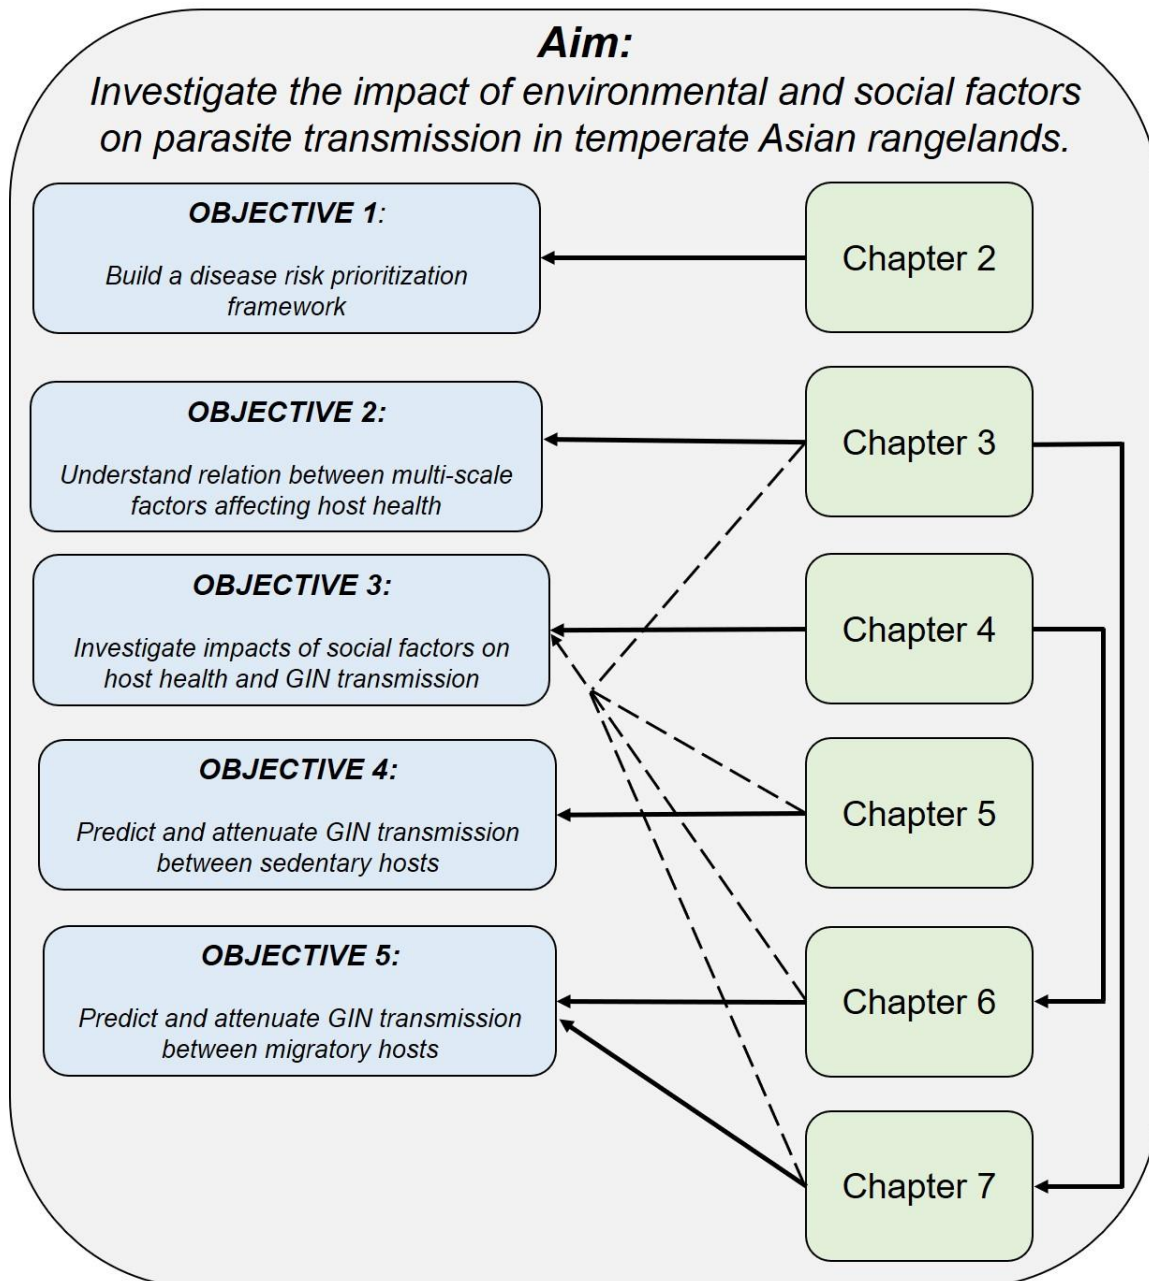 Aim:
Investigate the impact of environmental and social factors
on parasite transmission in temperate Asian rangelands.
OBJECTIVE 1:
Build a disease risk prioritization
framework
Chapter 2
OBJECTIVE 2:
Understand relation between multi-scale
factors affecting host health
Chapter 3
OBJECTIVE 3:
Investigate impacts of social factors on
host health and GIN transmission
Chapter 4
OBJECTIVE 4:
Predict and attenuate GIN transmission
between sedentary hosts
Chapter 5
OBJECTIVE 5:
Predict and attenuate GIN transmission
between migratory hosts
Chapter 6
Chapter 7